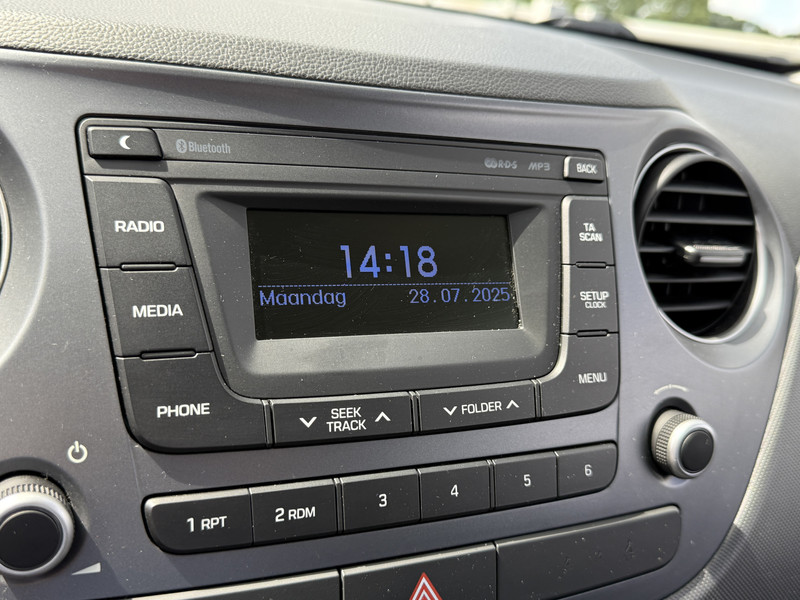 Bluetooth
R·D·S
MP3
BACK
RADIO
TA
SCAN
14:18
Maandag 28.07.2025
MEDIA
SETUP
CLOCK
PHONE
SEEK
TRACK
FOLDER
MENU
1 RPT
2 RDM
3
4
5
6